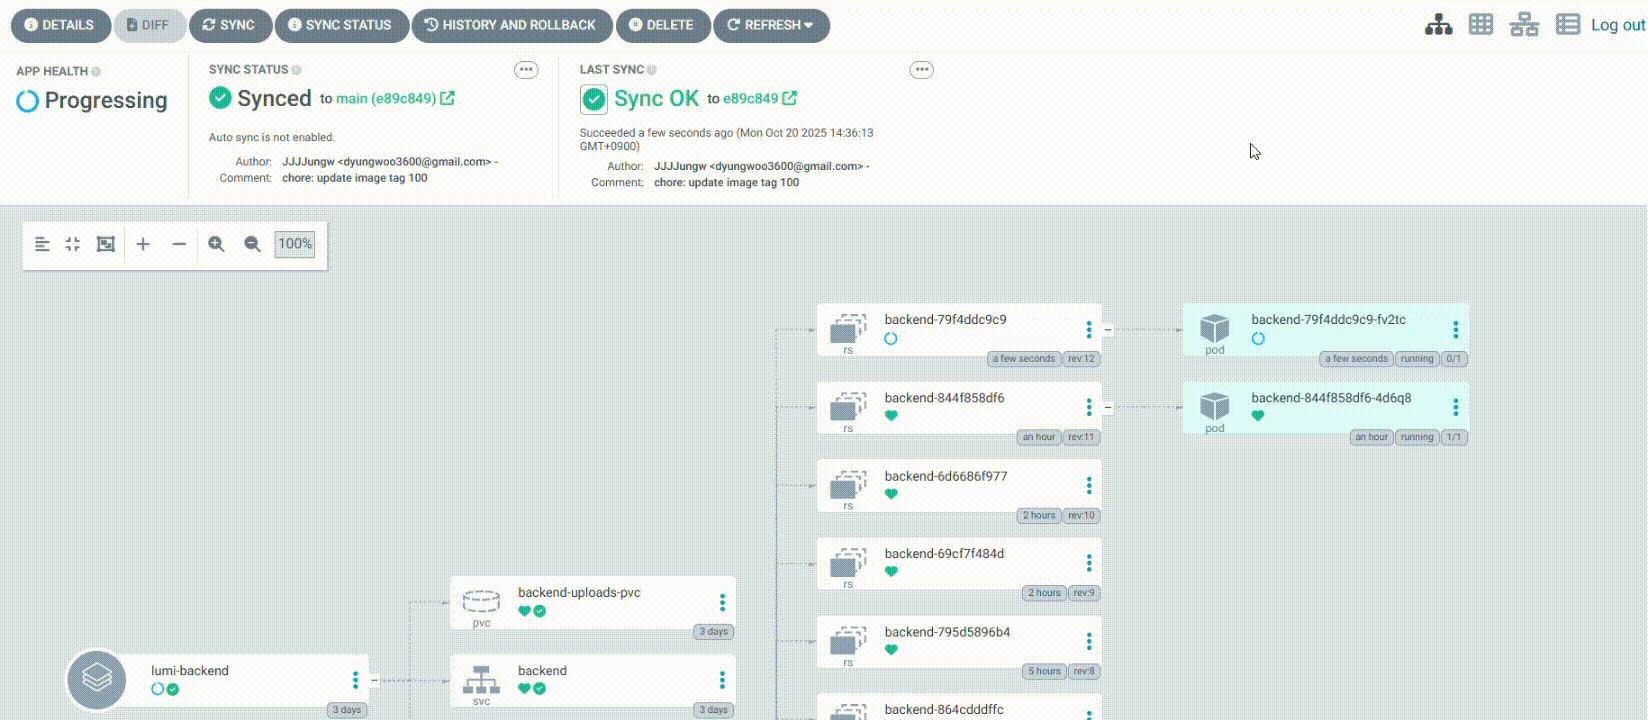 DETAILS DIFF SYNC SYNC STATUS HISTORY AND ROLLBACK DELETE REFRESH Log out
APP HEALTH
Progressing
SYNC STATUS
Synced to main (e89c849)
Auto sync is not enabled.
Author: JJJJungw <dyungwoo3600@gmail.com> -
Comment: chore: update image tag 100
LAST SYNC
Sync OK to e89c849
Succeeded a few seconds ago (Mon Oct 20 2025 14:36:13
GMT+0900)
Author: JJJJungw <dyungwoo3600@gmail.com> -
Comment: chore: update image tag 100
100%
backend-79f4ddc9c9
rs
a few seconds rev:12
backend-79f4ddc9c9-fv2tc
pod
a few seconds running 0/1
backend-844f858df6
rs
an hour rev:11
backend-844f858df6-4d6q8
pod
an hour running 1/1
backend-6d6686f977
rs
2 hours rev:10
backend-69cf7f484d
rs
2 hours rev:9
backend-uploads-pvc
pvc
3 days
backend-795d5896b4
rs
5 hours rev:8
lumi-backend
3 days
backend
svc
3 days
backend-864cdddffc